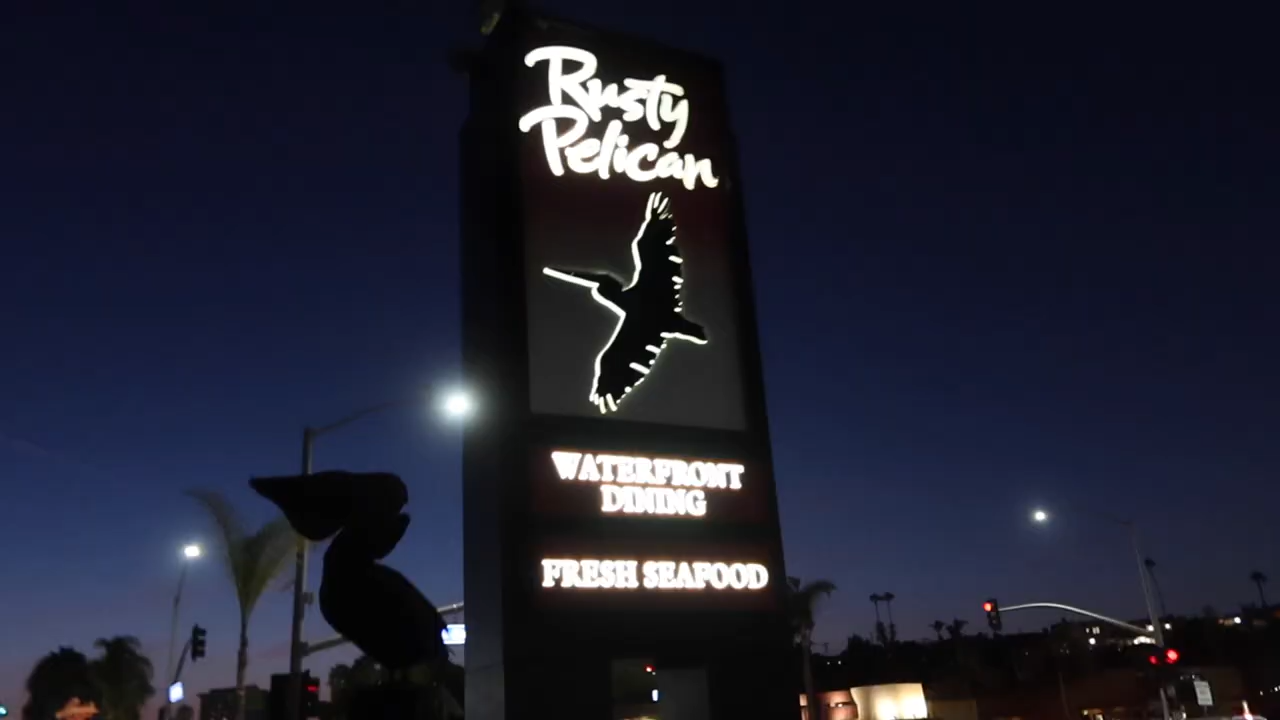 Rusty
Pelican
WATERFRONT
DINING
FRESH SEAFOOD